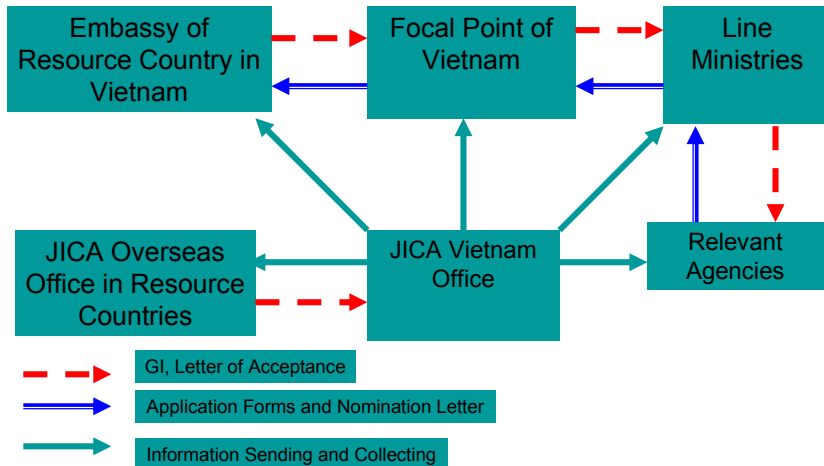 Embassy of
Resource Country in
Vietnam
Focal Point of
Vietnam
Line
Ministries
JICA Overseas
Office in Resource
Countries
JICA Vietnam
Office
Relevant
Agencies
GI, Letter of Acceptance
Application Forms and Nomination Letter
Information Sending and Collecting